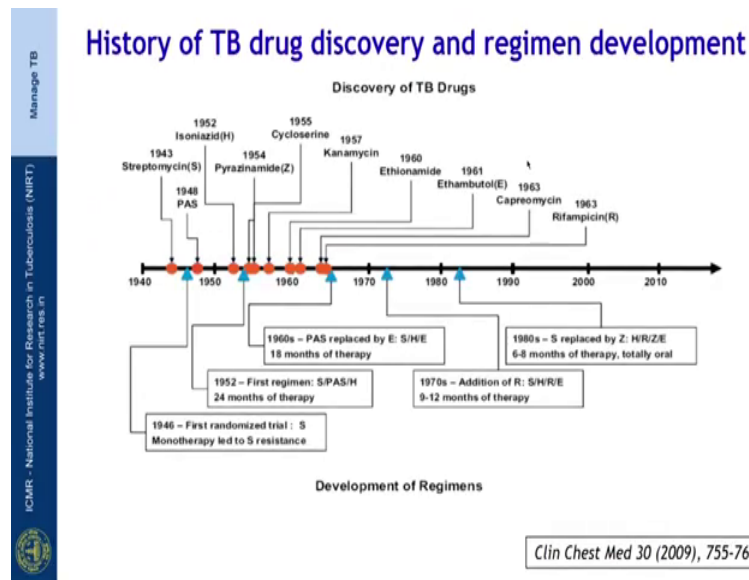 History of TB drug discovery and regimen development
Manage TB
ICMR - National Institute for Research in Tuberculosis (NIRT)
www.nirt.res.in
Discovery of TB Drugs
1943
Streptomycin(S)
1948
PAS
1952
Isoniazid(H)
1954
Pyrazinamide(Z)
1955
Cycloserine
1957
Kanamycin
1960
Ethionamide
1961
Ethambutol(E)
1963
Capreomycin
1963
Rifampicin(R)
1940 1950 1960 1970 1980 1990 2000 2010
1960s – PAS replaced by E: S/H/E
18 months of therapy
1980s – S replaced by Z: H/R/Z/E
6-8 months of therapy, totally oral
1952 – First regimen: S/PAS/H
24 months of therapy
1970s – Addition of R: S/H/R/E
9-12 months of therapy
1946 – First randomized trial : S
Monotherapy led to S resistance
Development of Regimens
Clin Chest Med 30 (2009), 755-76